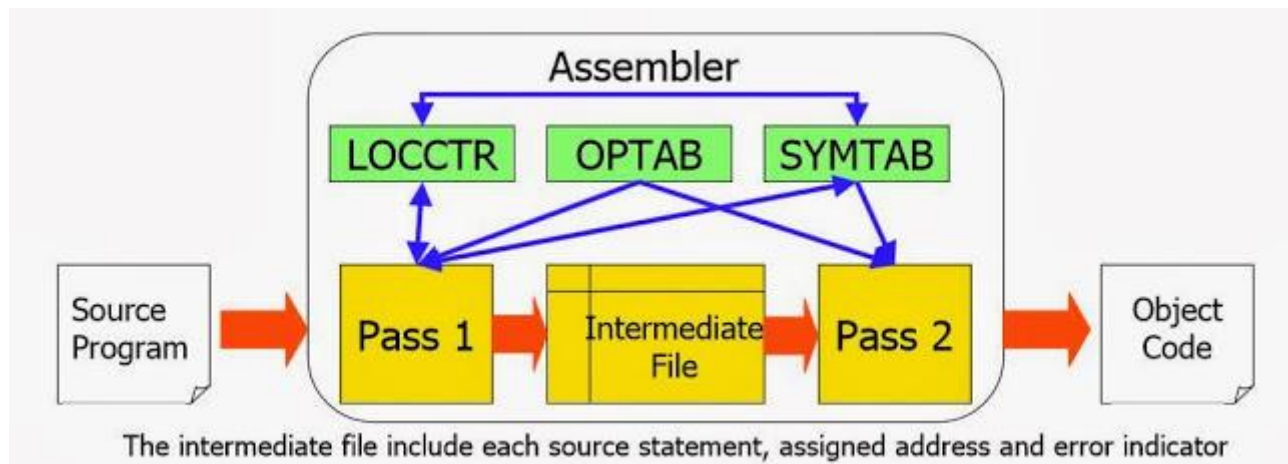 Assembler
LOCCTR
OPTAB
SYMTAB
Source
Program
Pass 1
Intermediate
File
Pass 2
Object
Code
The intermediate file include each source statement, assigned address and error indicator